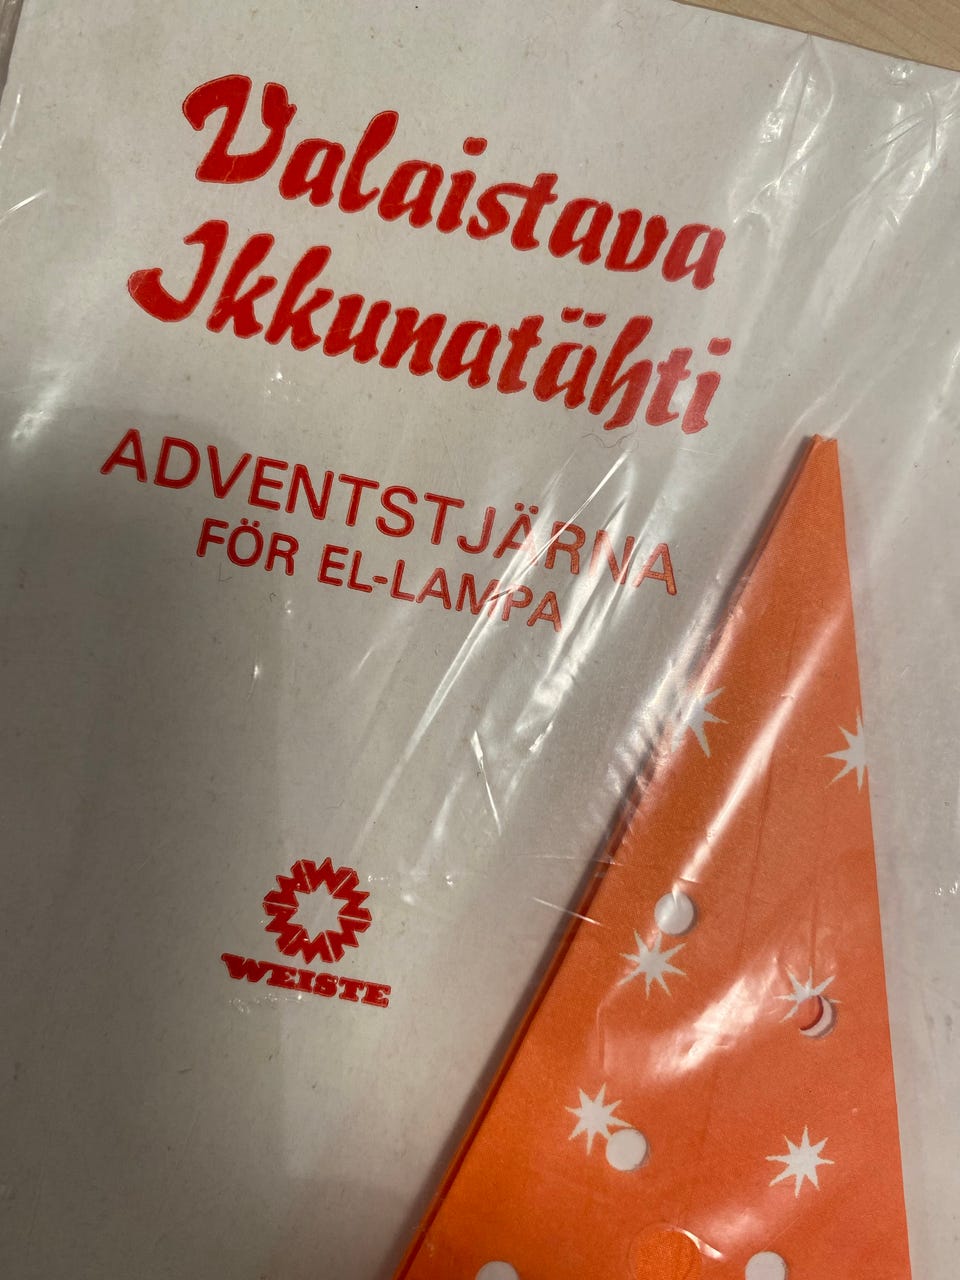 Valaistava
Ikkunatähti
ADVENTSTJÄRNA
FÖR EL-LAMPA
WEISTE